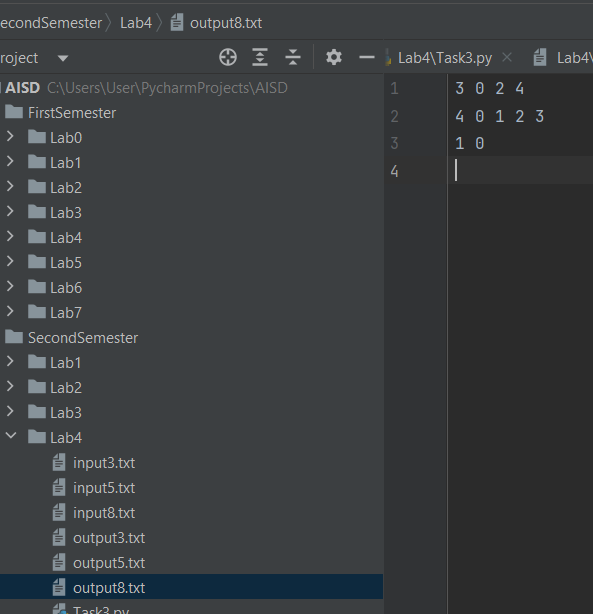 econdSemester Lab4 output8.txt
roject
Lab4\Task3.py
Lab4\
AISD C:\Users\User\PycharmProjects\AISD
FirstSemester
Lab0
Lab1
Lab2
Lab3
Lab4
Lab5
Lab6
Lab7
SecondSemester
Lab1
Lab2
Lab3
Lab4
input3.txt
input5.txt
input8.txt
output3.txt
output5.txt
output8.txt
Task3.py
1 3 0 2 4
2 4 0 1 2 3
3 1 0
4